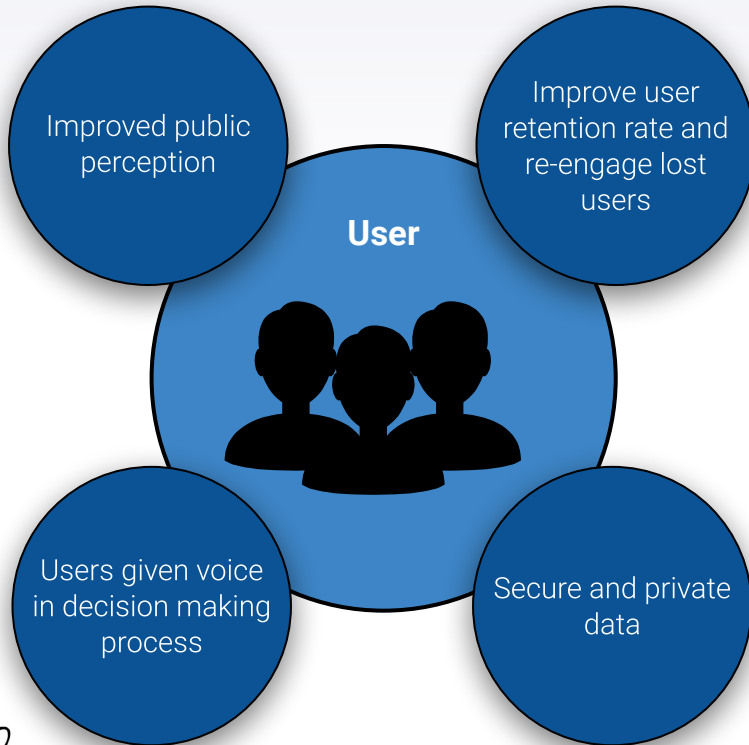 Improved public
perception
Improve user
retention rate and
re-engage lost
users
User
Users given voice
in decision making
process
Secure and private
data